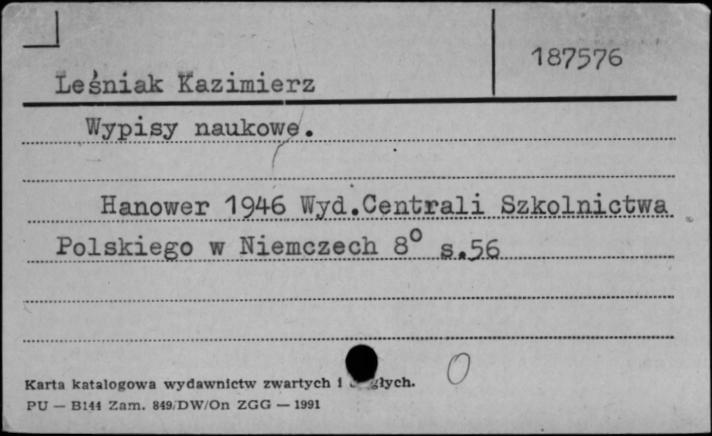 187576
Leśniak Kazimierz
Wypisy naukowe.
Hanower 1946 Wyd.Centrali Szkolnictwa
Polskiego w Niemczech 8° s.56
0
Karta katalogowa wydawnictw zwartych i
PU — B144 Zam. 849/DW/On ZGG — 1991